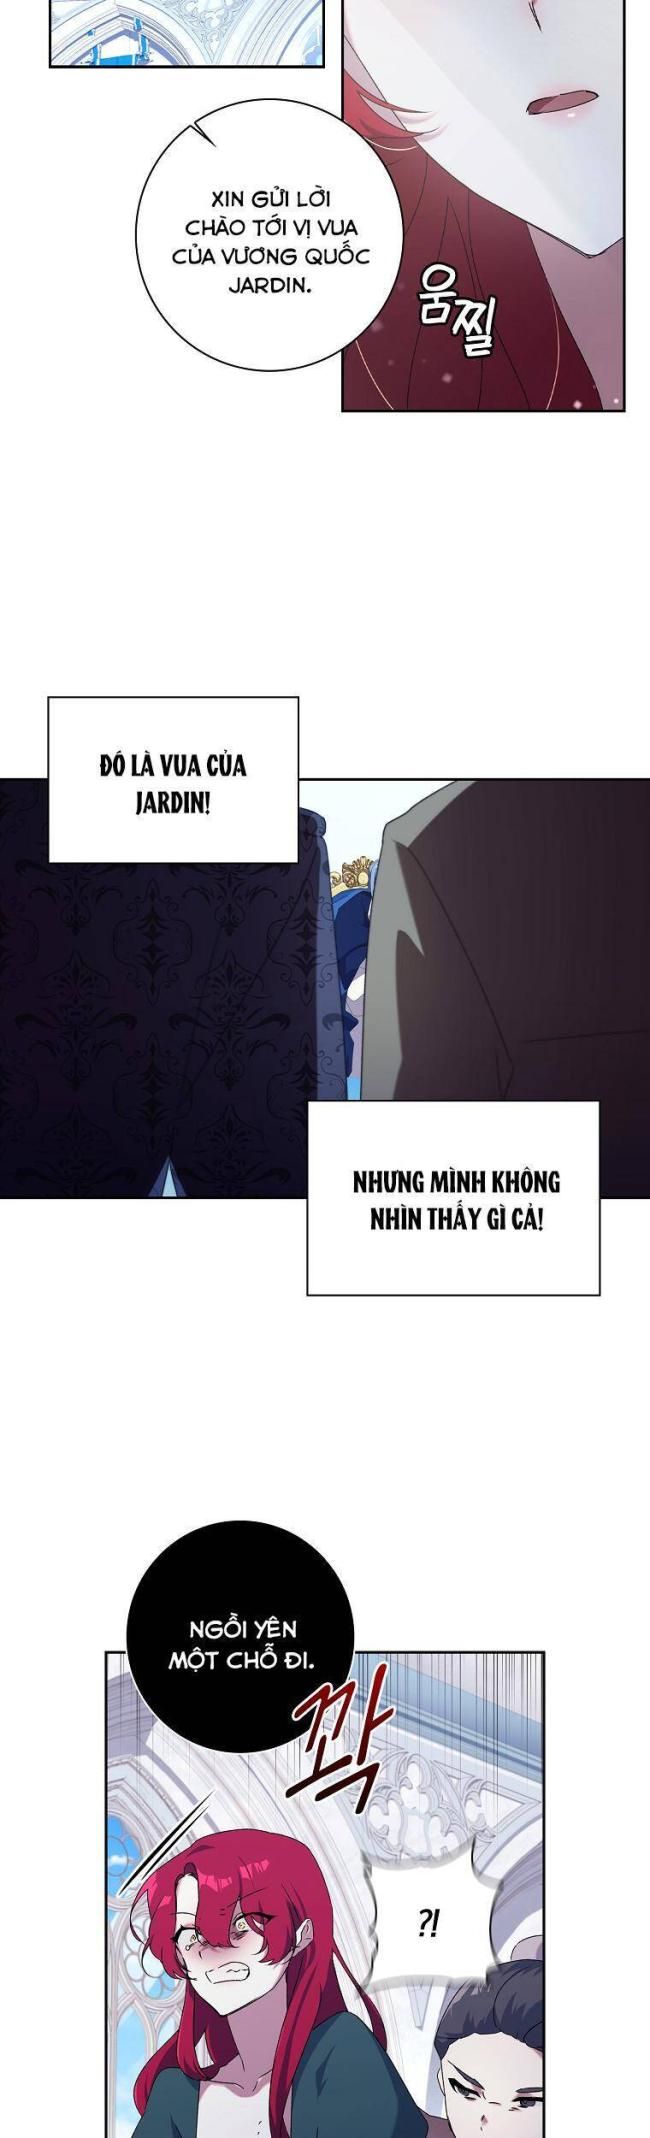 XIN GỬI LỜI
CHÀO TỚI VỊ VUA
CỦA VƯƠNG QUỐC
JARDIN.
움찔
ĐÓ LÀ VUA CỦA
JARDIN!
NHƯNG MÌNH KHÔNG
NHÌN THẤY GÌ CẢ!
NGỒI YÊN
MỘT CHỖ ĐI.
꽉
?!